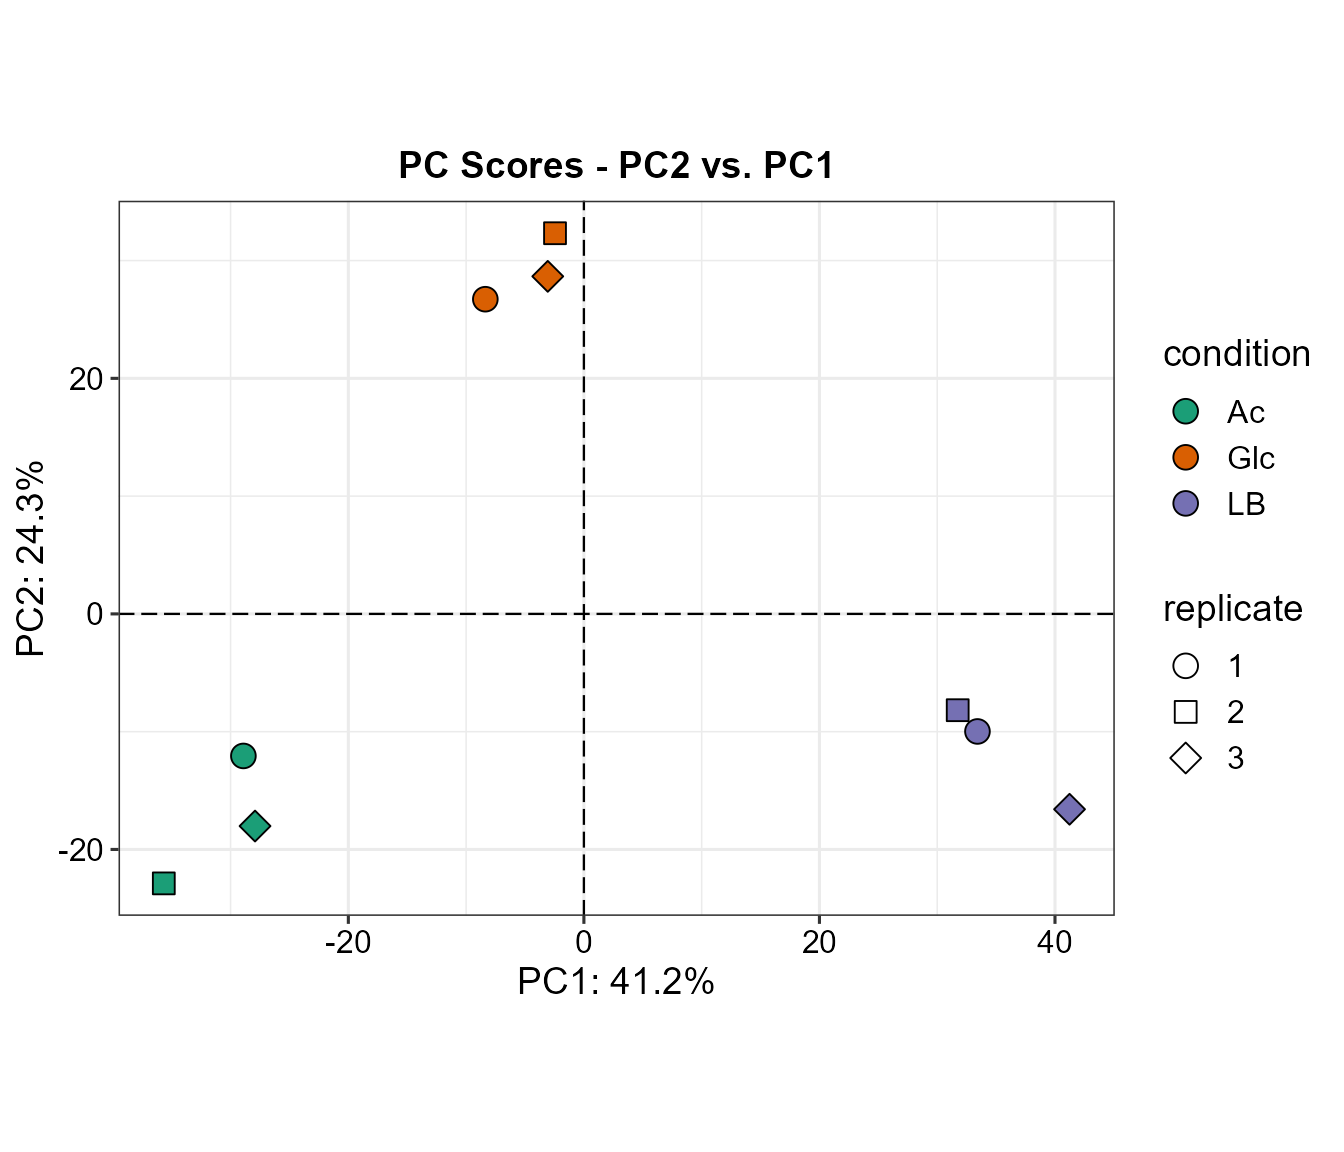 PC Scores - PC2 vs. PC1
PC2: 24.3%
20
0
-20
-20
0
20
40
PC1: 41.2%
condition
Ac
Glc
LB
replicate
1
2
3